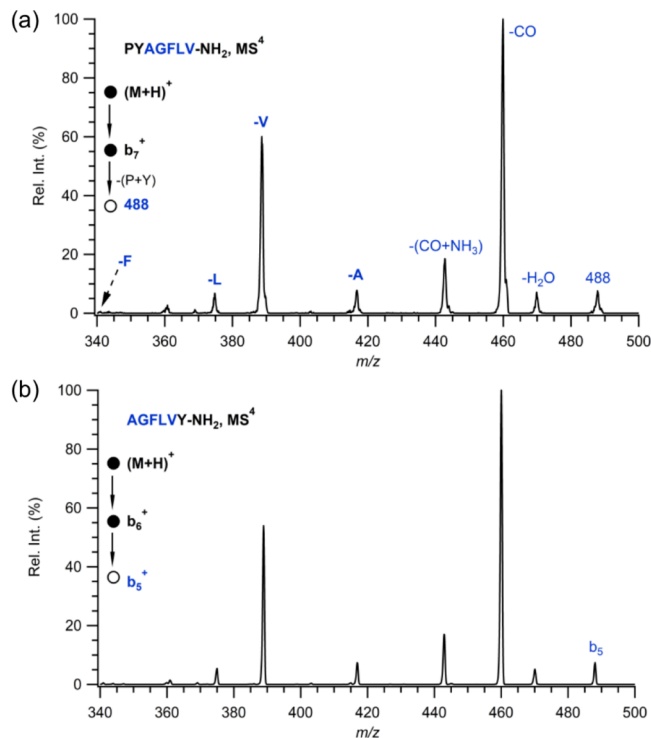 (a)
PYAGFLV-NH2, MS4
(M+H)+
b7+
-(P+Y)
488
-F
-L
-V
-A
-(CO+NH3)
-CO
-H2O
488
Rel. Int. (%)
100
80
60
40
20
0
340 360 380 400 420 440 460 480 500
m/z
(b)
AGFLVY-NH2, MS4
(M+H)+
b6+
b5+
b5
Rel. Int. (%)
100
80
60
40
20
0
340 360 380 400 420 440 460 480 500
m/z